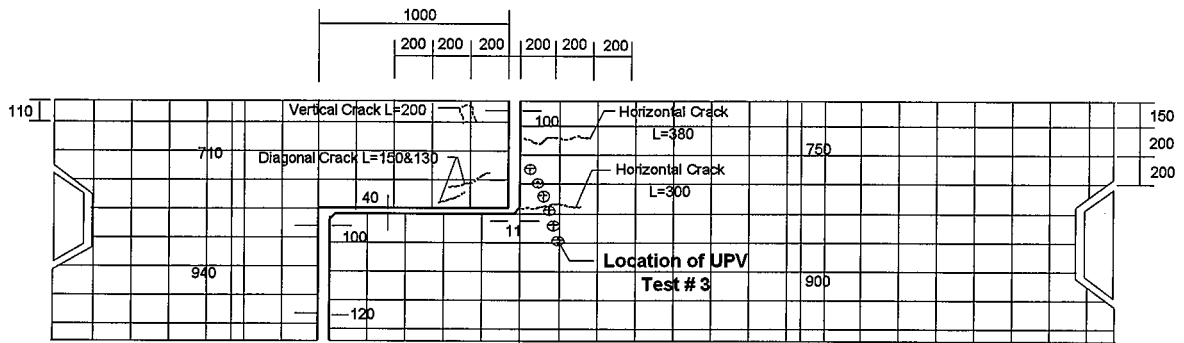 1000
200 200 200 200 200 200
110
Vertical Crack L=200
100
Horizontal Crack
L=380
150
710
750
200
Diagonal Crack L=150&130
Horizontal Crack
200
40
L=300
100
11
Location of UPV
Test # 3
940
900
120